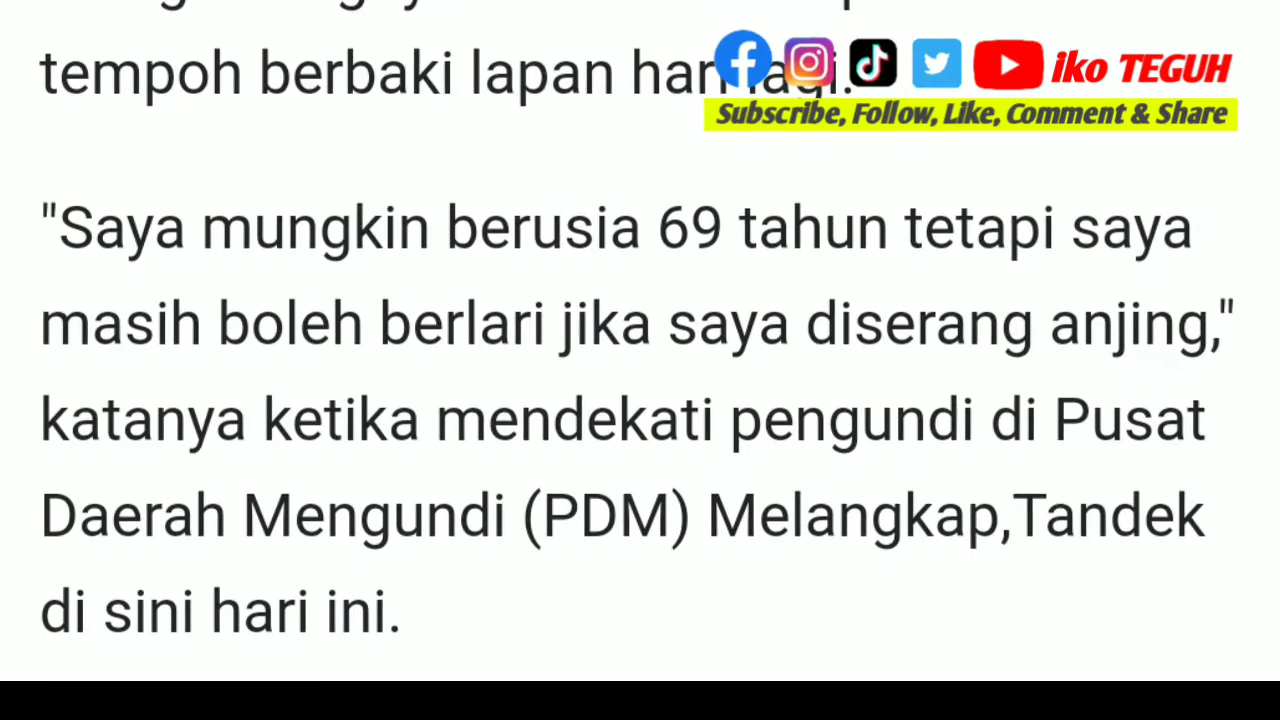 tempoh berbaki lapan hari lagi.
iko TEGUH
Subscribe, Follow, Like, Comment & Share
"Saya mungkin berusia 69 tahun tetapi saya
masih boleh berlari jika saya diserang anjing,"
katanya ketika mendekati pengundi di Pusat
Daerah Mengundi (PDM) Melangkap,Tandek
di sini hari ini.